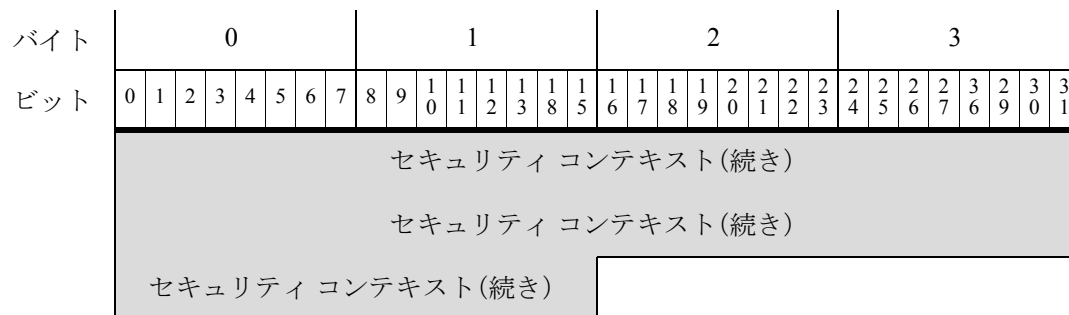 バイト 0 1 2 3
ビット 0 1 2 3 4 5 6 7 8 9 10 11 12 13 18 15 16 17 18 19 20 21 22 23 24 25 26 27 36 29 30 31
セキュリティ コンテキスト(続き)
セキュリティ コンテキスト(続き)
セキュリティ コンテキスト(続き)